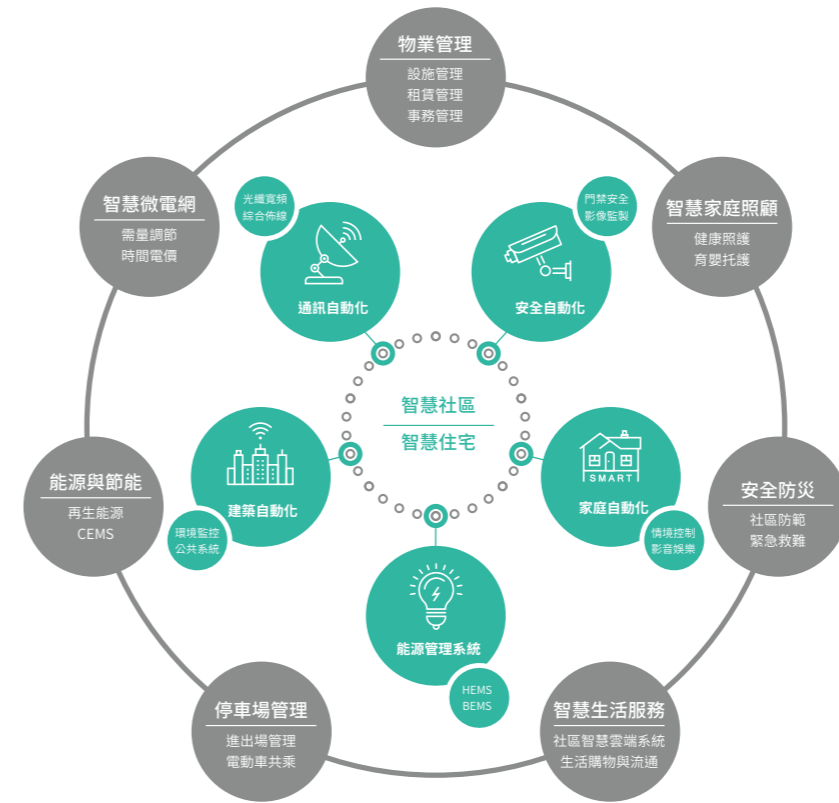 物業管理
設施管理
租賃管理
事務管理
智慧微電網
需量調節
時間電價
智慧家庭照顧
健康照護
育嬰托護
光纖寬頻
綜合佈線
通訊自動化
門禁安全
影像監製
安全自動化
智慧社區
智慧住宅
建築自動化
環境監控
公共系統
SMART
家庭自動化
情境控制
影音娛樂
能源與節能
再生能源
CEMS
安全防災
社區防範
緊急救難
能源管理系統
HEMS
BEMS
停車場管理
進出場管理
電動車共乘
智慧生活服務
社區智慧雲端系統
生活購物與流通